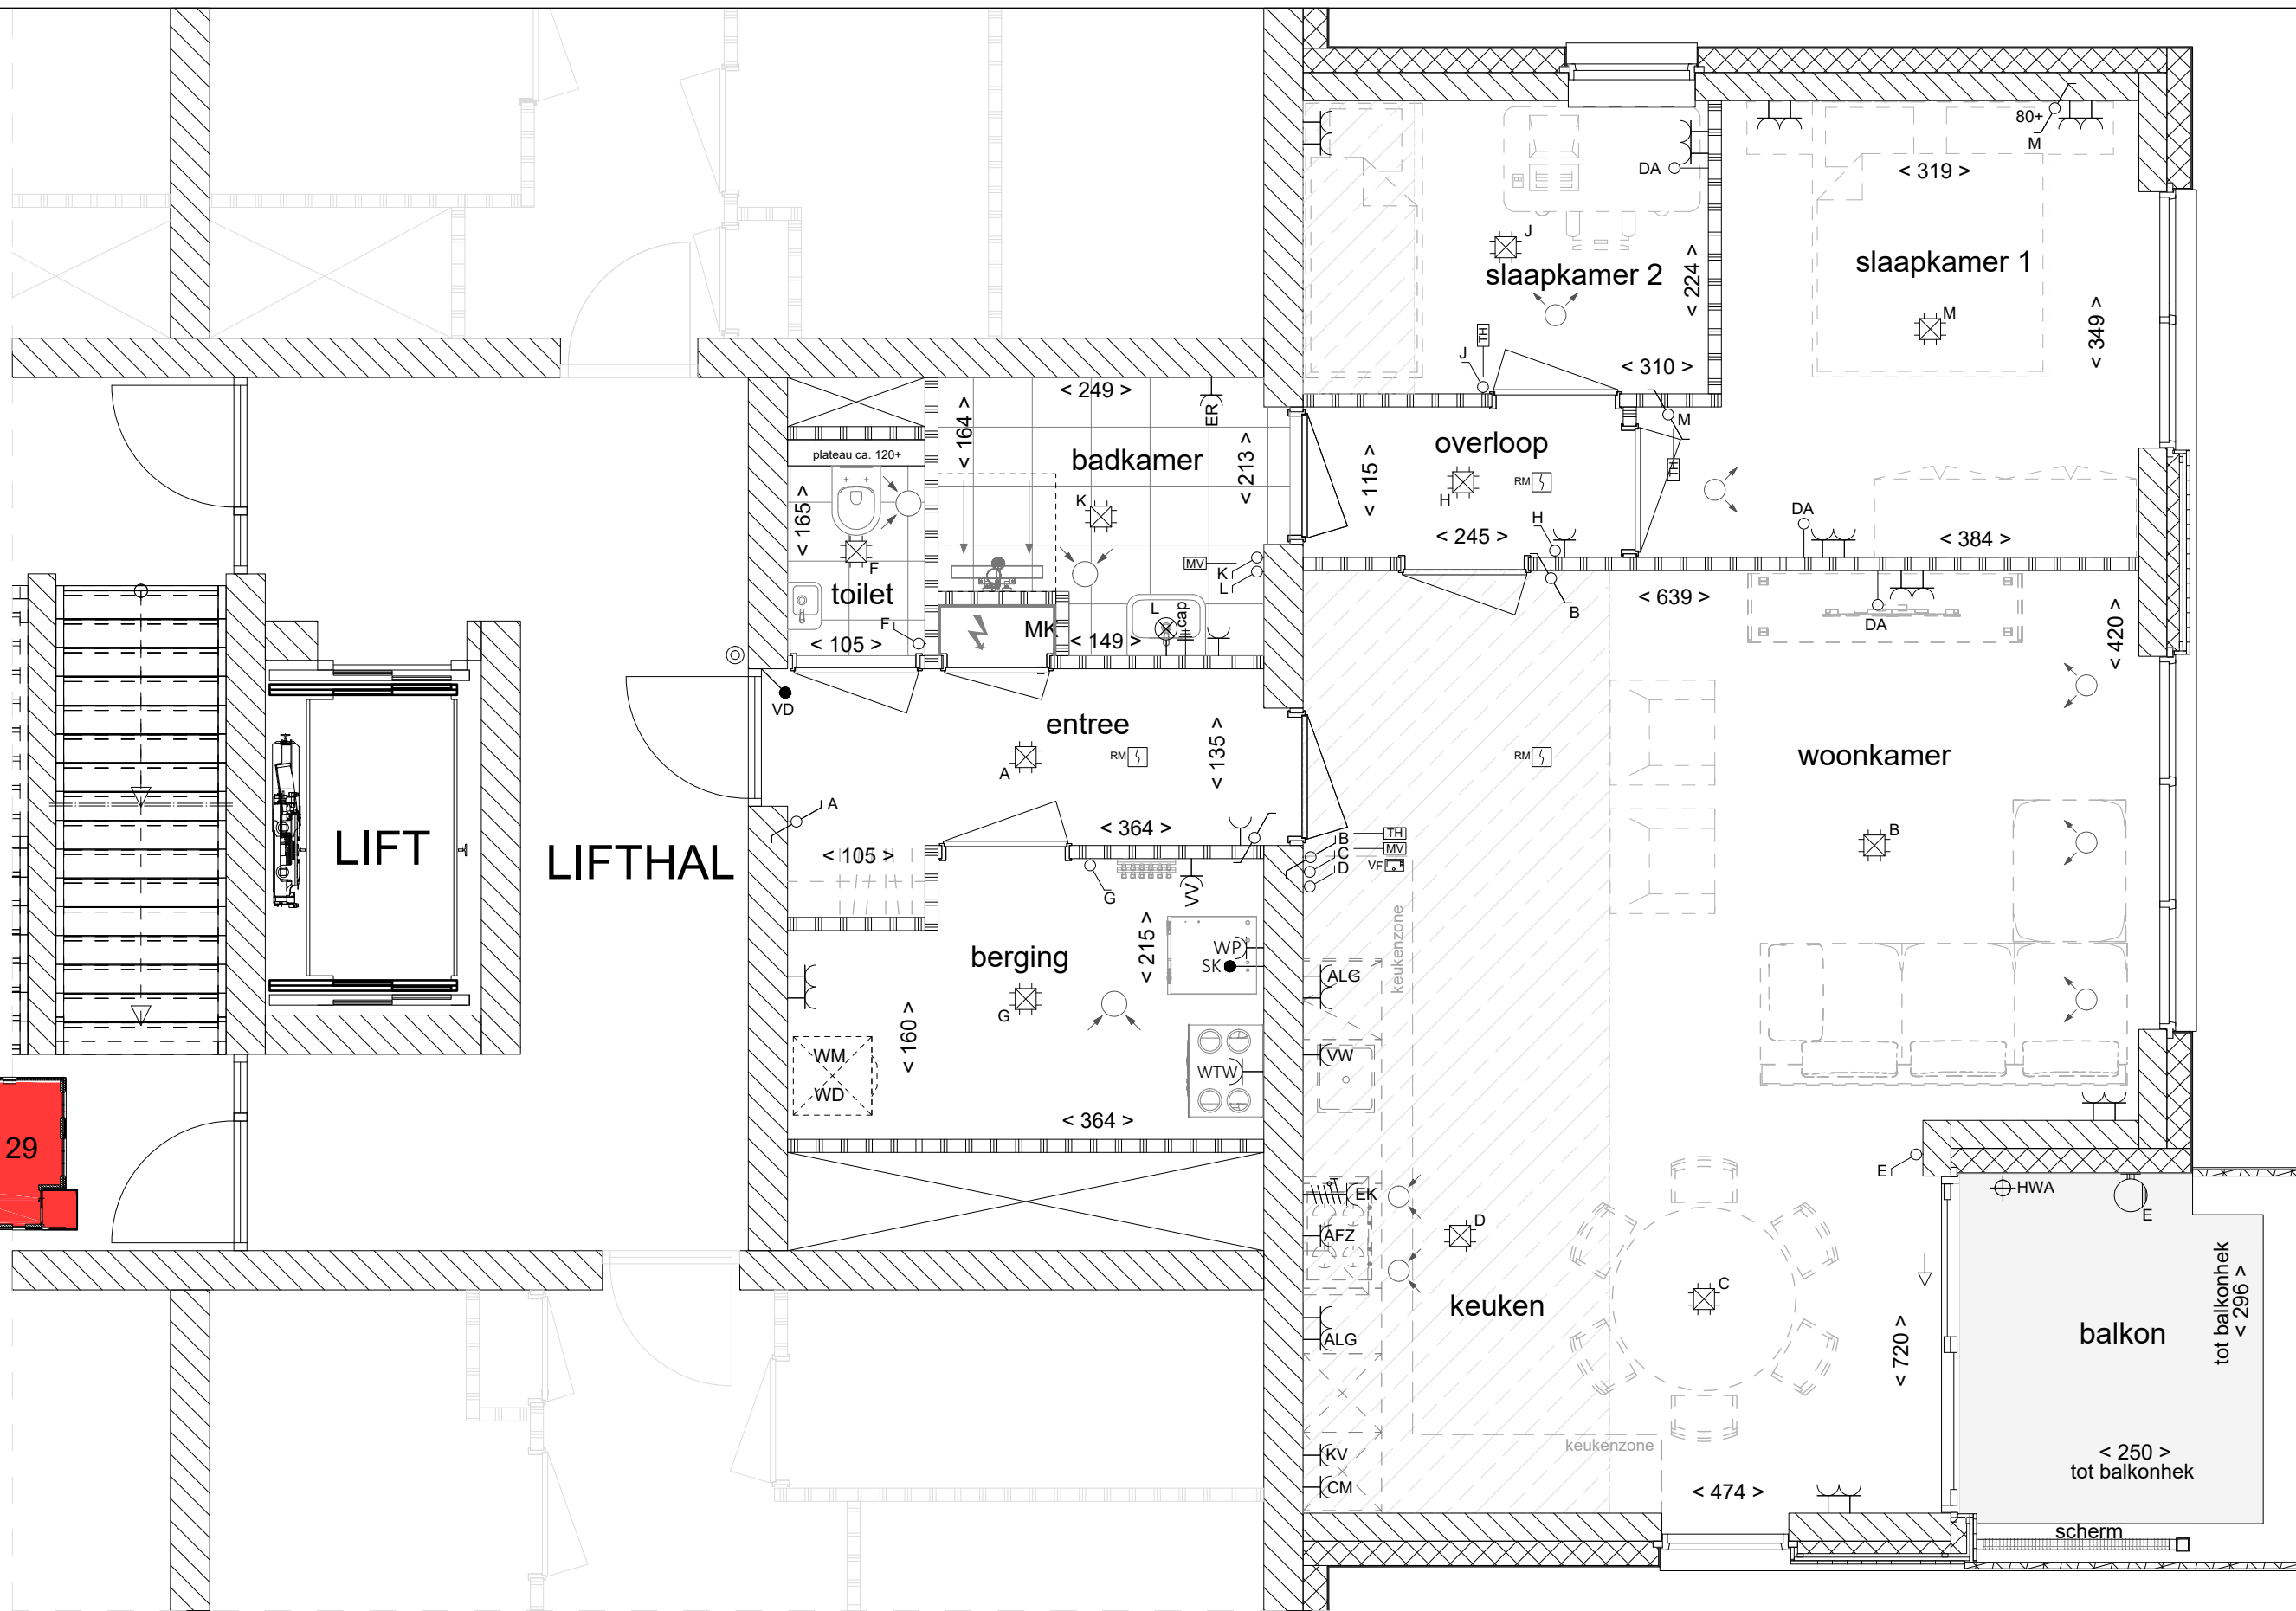 80+
M
< 319 >
DA
J
slaapkamer 2
slaapkamer 1
< 224 >
M
< 349 >
TH
J
< 310 >
< 249 >
ER
< 164 >
M
overloop
plateau ca. 120+
badkamer
< 213 >
< 115 >
TH
K
H
RM
< 165 >
DA
H
< 245 >
< 384 >
F
MV
K
L
toilet
B
< 639 >
L
cap
F
MK
< 149 >
< 105 >
DA
< 420 >
VD
entree
RM
A
< 135 >
RM
woonkamer
A
< 364 >
B
C
D
TH
MV
VF
B
LIFT
LIFTHAL
< 105 >
G
VV
keukenzone
berging
< 215 >
WP
SK
ALG
G
< 160 >
WM
WD
WTW
VW
< 364 >
29
E
HWA
E
EK
AFZ
D
C
keuken
ALG
< 720 >
balkon
tot balkonhek
< 296 >
keukenzone
KV
CM
< 474 >
< 250 >
tot balkonhek
scherm